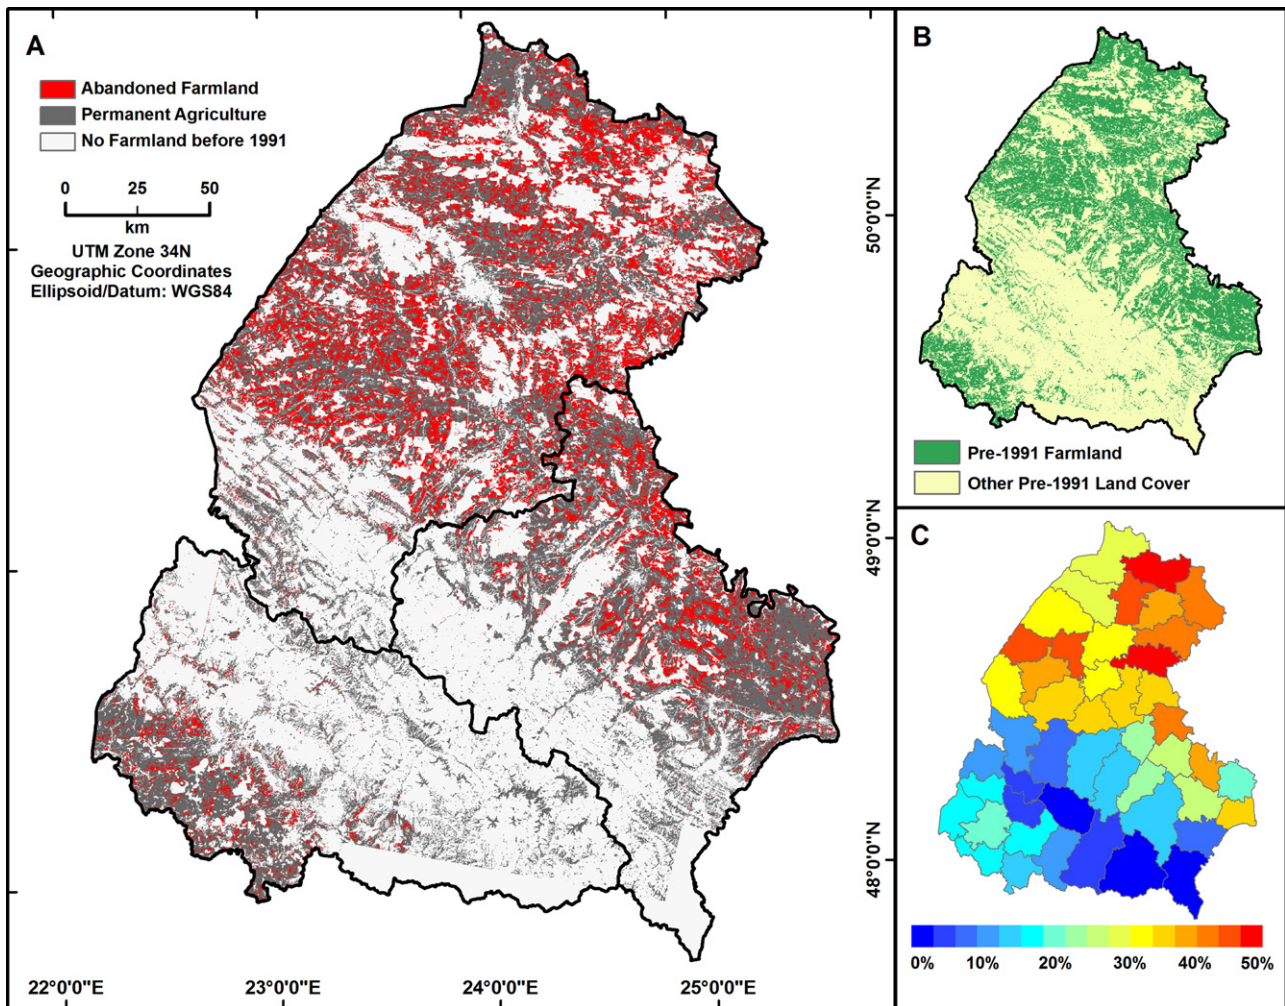 A
Abandoned Farmland
Permanent Agriculture
No Farmland before 1991
0 25 50
km
UTM Zone 34N
Geographic Coordinates
Ellipsoid/Datum: WGS84
22°0'0"E 23°0'0"E 24°0'0"E 25°0'0"E
50°0'0"N
49°0'0"N
48°0'0"N
B
Pre-1991 Farmland
Other Pre-1991 Land Cover
C
0% 10% 20% 30% 40% 50%